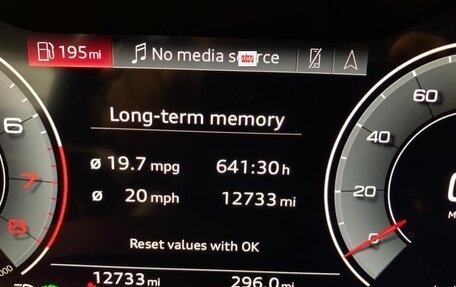 195 mi No media source
Long-term memory
ø 19.7 mpg 641:30 h
ø 20 mph 12733 mi
Reset values with OK
12733 mi 296.0 mi
6
7
8
60
40
20
0